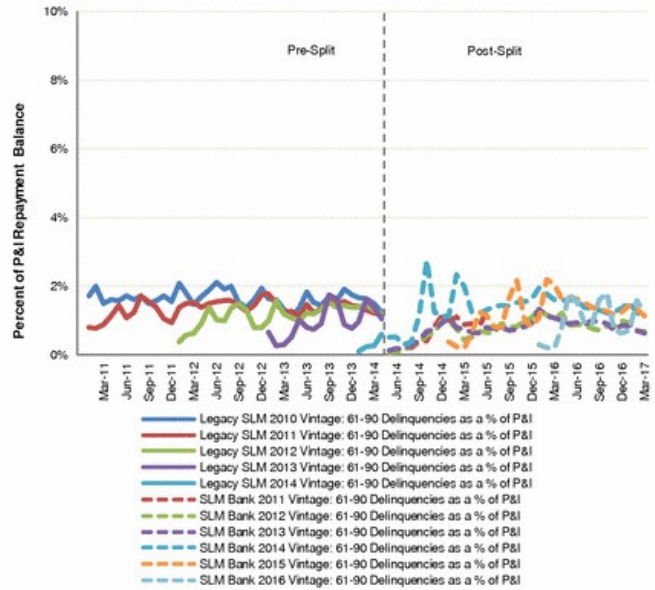 10%
Pre-Split
Post-Split
8%
6%
4%
2%
0%
Percent of P&I Repayment Balance
Mar-11
Jun-11
Sep-11
Dec-11
Mar-12
Jun-12
Sep-12
Dec-12
Mar-13
Jun-13
Sep-13
Dec-13
Mar-14
Jun-14
Sep-14
Dec-14
Mar-15
Jun-15
Sep-15
Dec-15
Mar-16
Jun-16
Sep-16
Dec-16
Mar-17
Legacy SLM 2010 Vintage: 61-90 Delinquencies as a % of P&I
Legacy SLM 2011 Vintage: 61-90 Delinquencies as a % of P&I
Legacy SLM 2012 Vintage: 61-90 Delinquencies as a % of P&I
Legacy SLM 2013 Vintage: 61-90 Delinquencies as a % of P&I
Legacy SLM 2014 Vintage: 61-90 Delinquencies as a % of P&I
SLM Bank 2011 Vintage: 61-90 Delinquencies as a % of P&I
SLM Bank 2012 Vintage: 61-90 Delinquencies as a % of P&I
SLM Bank 2013 Vintage: 61-90 Delinquencies as a % of P&I
SLM Bank 2014 Vintage: 61-90 Delinquencies as a % of P&I
SLM Bank 2015 Vintage: 61-90 Delinquencies as a % of P&I
SLM Bank 2016 Vintage: 61-90 Delinquencies as a % of P&I